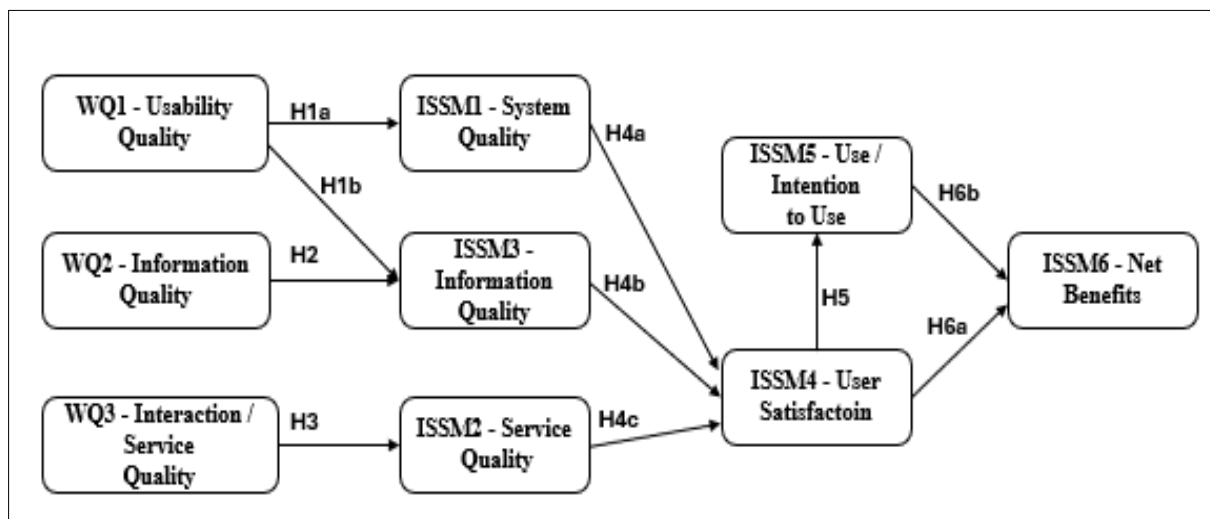 WQ1 - Usability
Quality
H1a
ISSM1 - System
Quality
H4a
H1b
ISSM5 - Use /
Intention
to Use
H6b
WQ2 - Information
Quality
H2
ISSM3 -
Information
Quality
H4b
H5
ISSM6 - Net
Benefits
H6a
WQ3 - Interaction /
Service
Quality
H3
ISSM2 - Service
Quality
H4c
ISSM4 - User
Satisfactoin